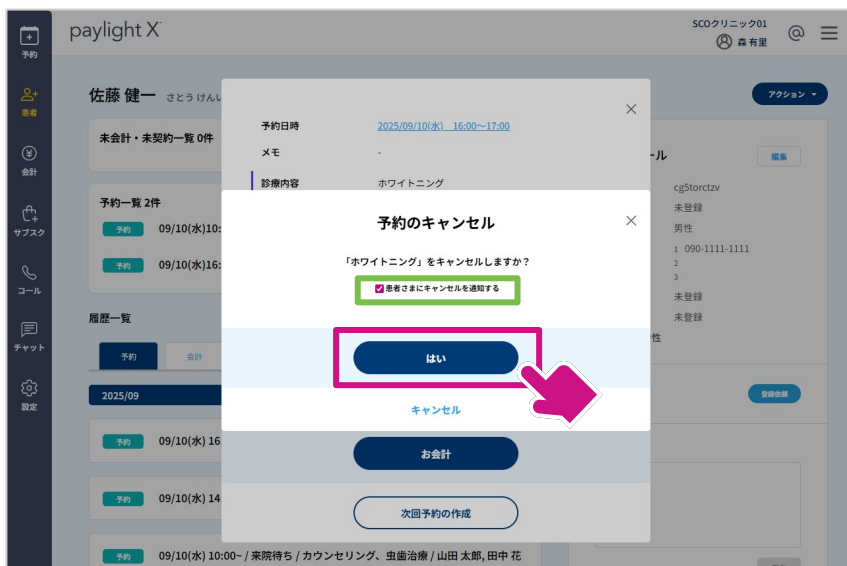 paylight X
SCOクリニック01
森 有里
予約
患者
会計
サブスク
コール
チャット
設定
佐藤 健一 さとう けんい
アクション
未会計・未契約一覧 0件
予約一覧 2件
予約 09/10(水)10:
予約 09/10(水)16:
履歴一覧
予約 会計
2025/09
予約 09/10(水) 16
予約 09/10(水) 14
予約 09/10(水) 10:00~ / 来院待ち / カウンセリング、虫歯治療 / 山田 太郎, 田中 花
予約日時 2025/09/10(水) 16:00~17:00
メモ -
診療内容 ホワイトニング
予約のキャンセル
「ホワイトニング」をキャンセルしますか?
患者さまにキャンセルを通知する
はい
キャンセル
お会計
次回予約の作成
ール 編集
cg5torctzv
未登録
男性
1 090-1111-1111
2
3
未登録
未登録
性
登録依頼